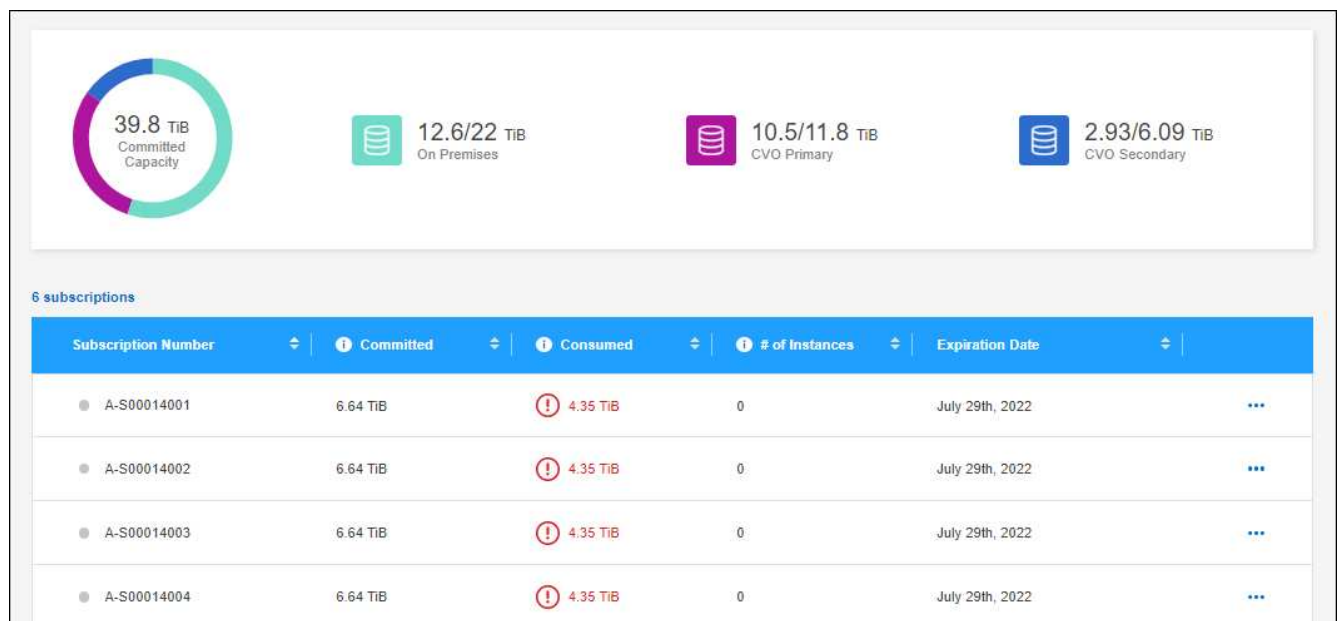 39.8 TiB
Committed
Capacity
12.6/22 TiB
On Premises
10.5/11.8 TiB
CVO Primary
2.93/6.09 TiB
CVO Secondary
6 subscriptions
Subscription Number Committed Consumed # of Instances Expiration Date
A-S00014001 6.64 TiB 4.35 TiB 0 July 29th, 2022
A-S00014002 6.64 TiB 4.35 TiB 0 July 29th, 2022
A-S00014003 6.64 TiB 4.35 TiB 0 July 29th, 2022
A-S00014004 6.64 TiB 4.35 TiB 0 July 29th, 2022